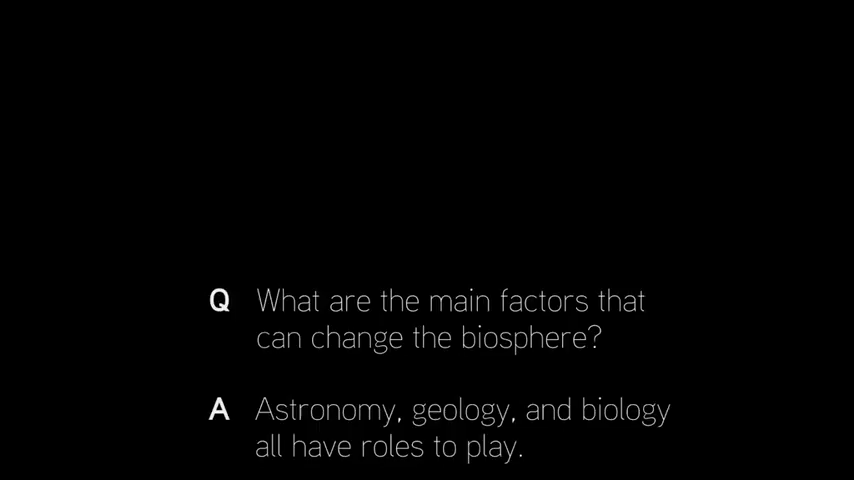 Q What are the main factors that
can change the biosphere?
A Astronomy, geology, and biology
all have roles to play.